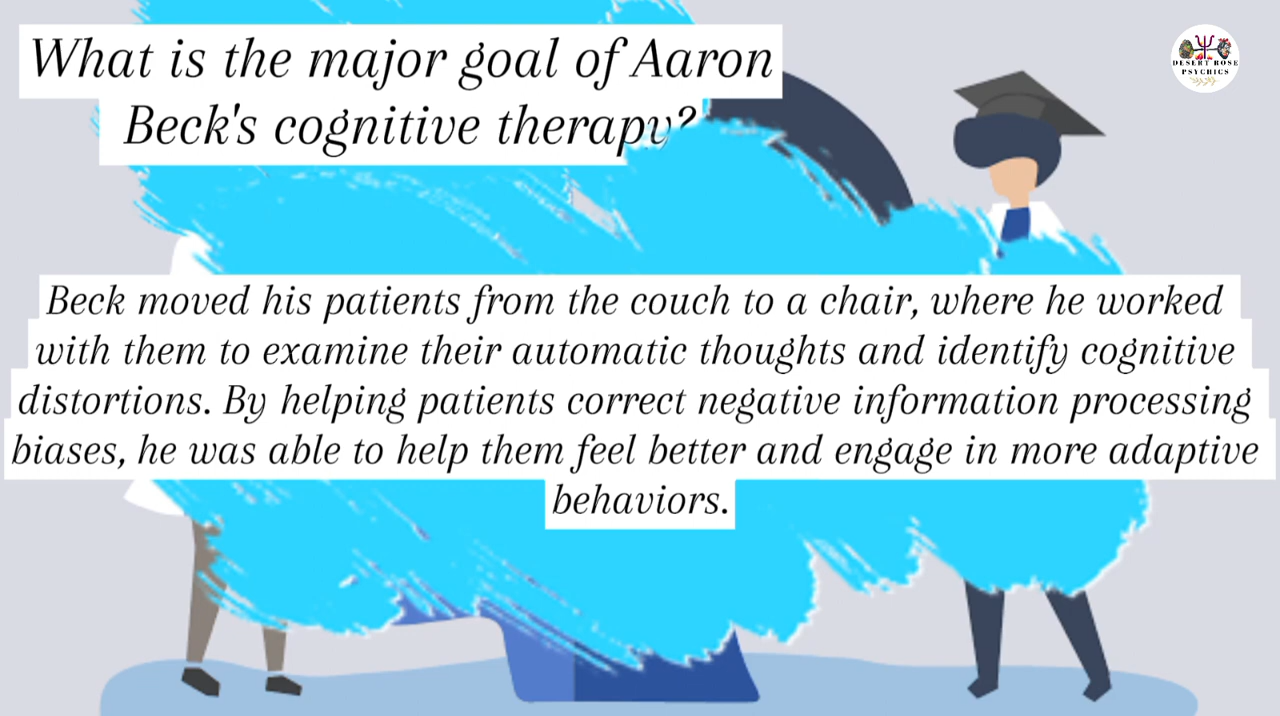 What is the major goal of Aaron
Beck's cognitive therapy?
DESERT ROSE
PSYCHICS
Beck moved his patients from the couch to a chair, where he worked
with them to examine their automatic thoughts and identify cognitive
distortions. By helping patients correct negative information processing
biases, he was able to help them feel better and engage in more adaptive
behaviors.